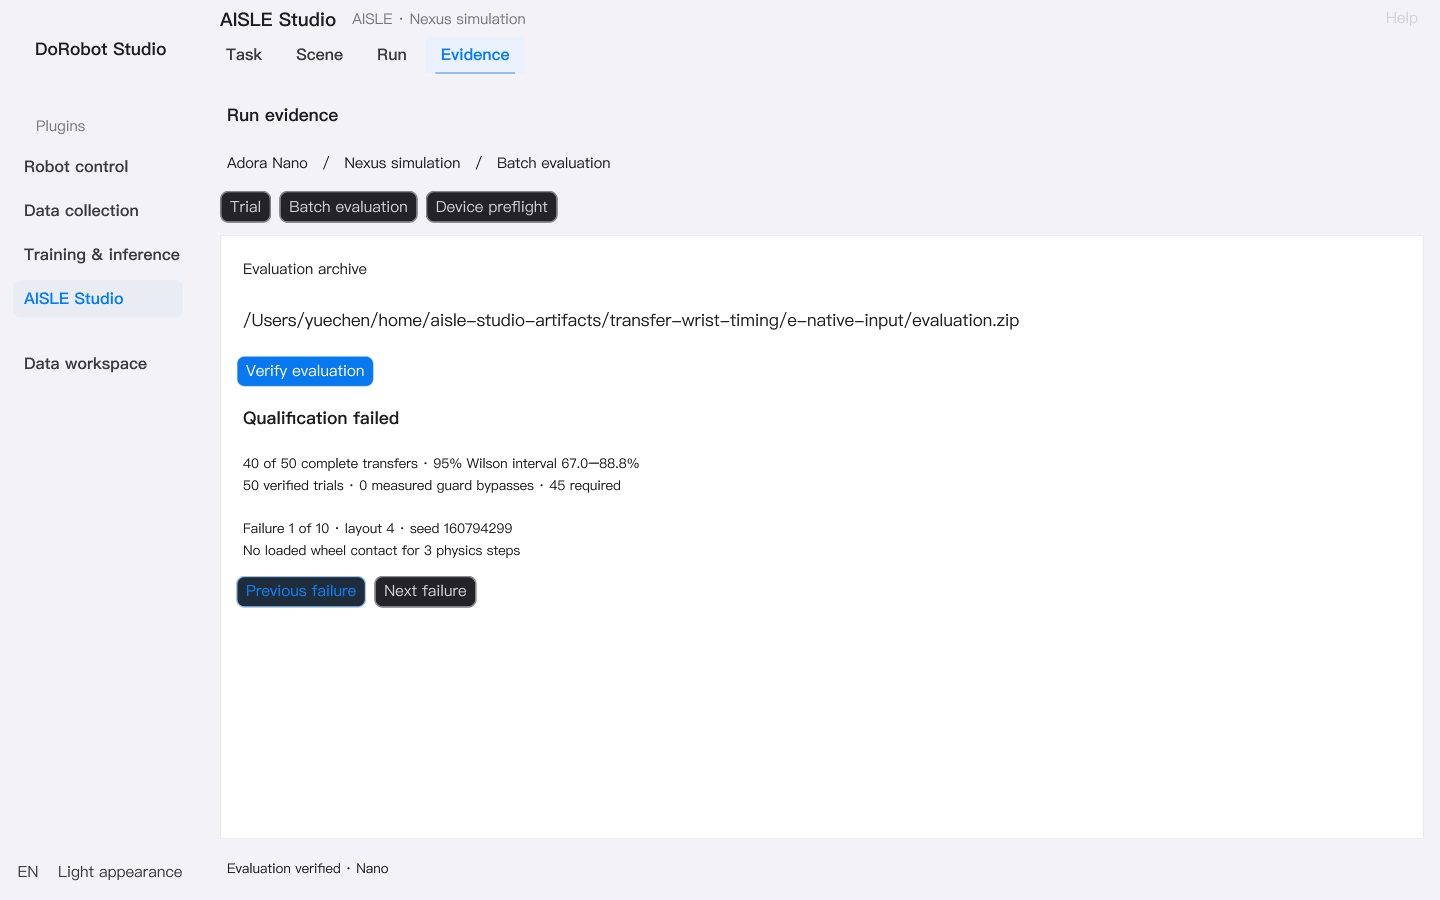 AISLE Studio AISLE · Nexus simulation
Help
DoRobot Studio
Task Scene Run Evidence
Run evidence
Plugins
Robot control
Data collection
Training & inference
AISLE Studio
Data workspace
Adora Nano / Nexus simulation / Batch evaluation
Trial Batch evaluation Device preflight
Evaluation archive
/Users/yuechen/home/aisle-studio-artifacts/transfer-wrist-timing/e-native-input/evaluation.zip
Verify evaluation
Qualification failed
40 of 50 complete transfers · 95% Wilson interval 67.0—88.8%
50 verified trials · 0 measured guard bypasses · 45 required
Failure 1 of 10 · layout 4 · seed 160794299
No loaded wheel contact for 3 physics steps
Previous failure Next failure
EN Light appearance
Evaluation verified · Nano